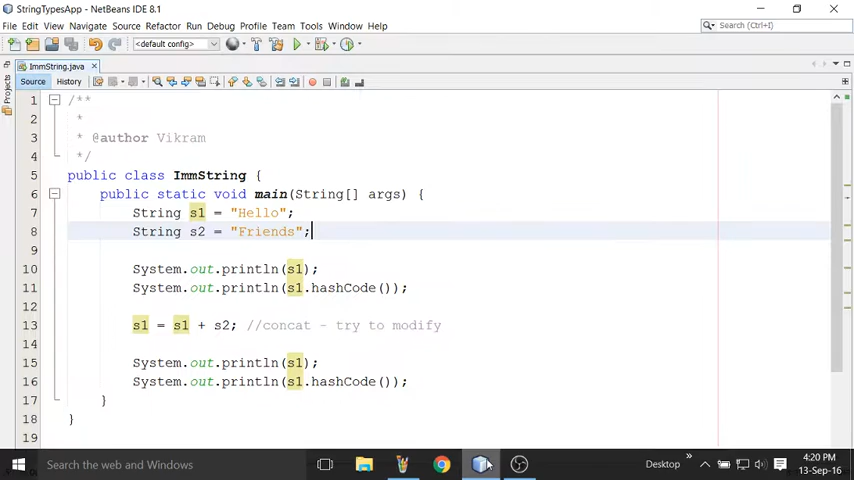 StringTypesApp - NetBeans IDE 8.1
File Edit View Navigate Source Refactor Run Debug Profile Team Tools Window Help
Search (Ctrl+I)
<default config>
ImmString.java
Projects
Source History
1 /**
2 *
3 * @author Vikram
4 */
5 public class ImmString {
6 public static void main(String[] args) {
7 String s1 = "Hello";
8 String s2 = "Friends";
9
10 System.out.println(s1);
11 System.out.println(s1.hashCode());
12
13 s1 = s1 + s2; //concat - try to modify
14
15 System.out.println(s1);
16 System.out.println(s1.hashCode());
17 }
18 }
19
Search the web and Windows
Desktop
4:20 PM
13-Sep-16